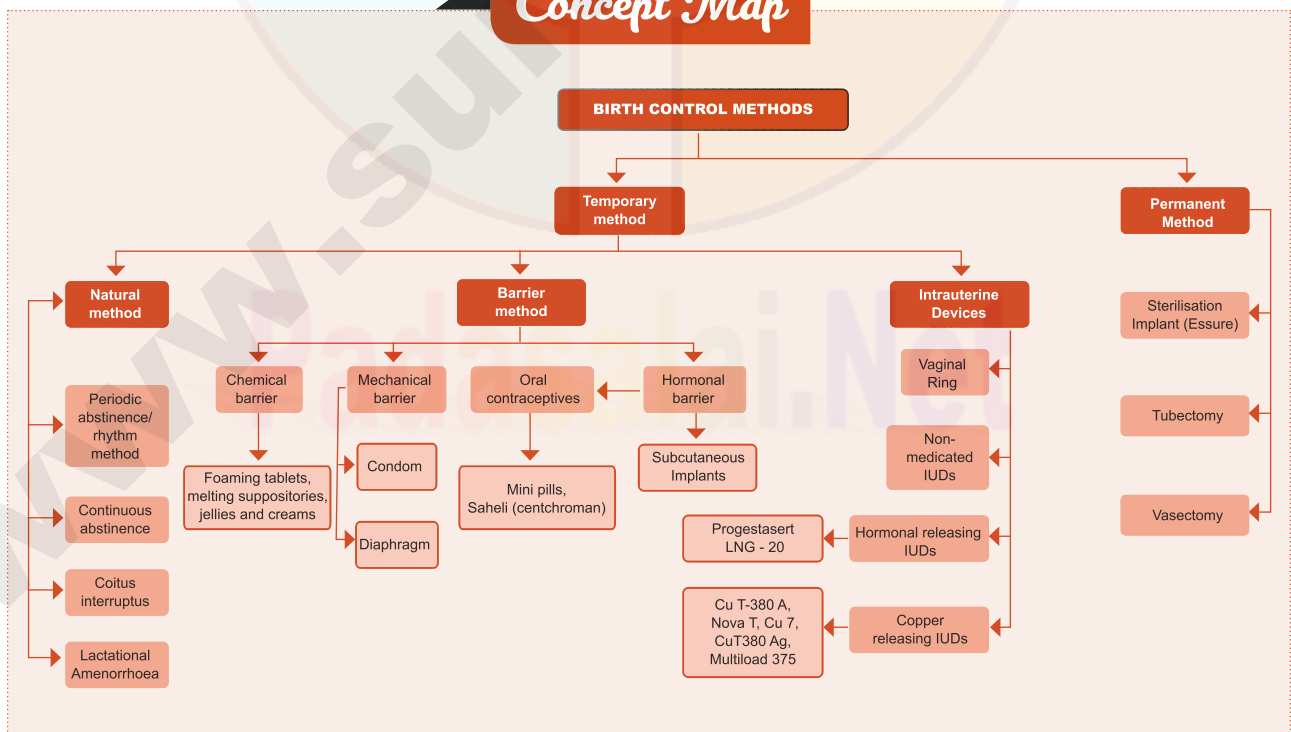 Concept Map
BIRTH CONTROL METHODS
Temporary
method
Permanent
Method
Natural
method
Barrier
method
Intrauterine
Devices
Periodic
abstinence/
rhythm
method
Continuous
abstinence
Coitus
interruptus
Lactational
Amenorrhoea
Chemical
barrier
Mechanical
barrier
Oral
contraceptives
Hormonal
barrier
Foaming tablets,
melting suppositories,
jellies and creams
Condom
Diaphragm
Mini pills,
Saheli (centchroman)
Subcutaneous
Implants
Vaginal
Ring
Non-
medicated
IUDs
Hormonal releasing
IUDs
Progestasert
LNG - 20
Copper
releasing IUDs
Cu T-380 A,
Nova T, Cu 7,
CuT380 Ag,
Multiload 375
Sterilisation
Implant (Essure)
Tubectomy
Vasectomy
Padasalai.Net
www.sur